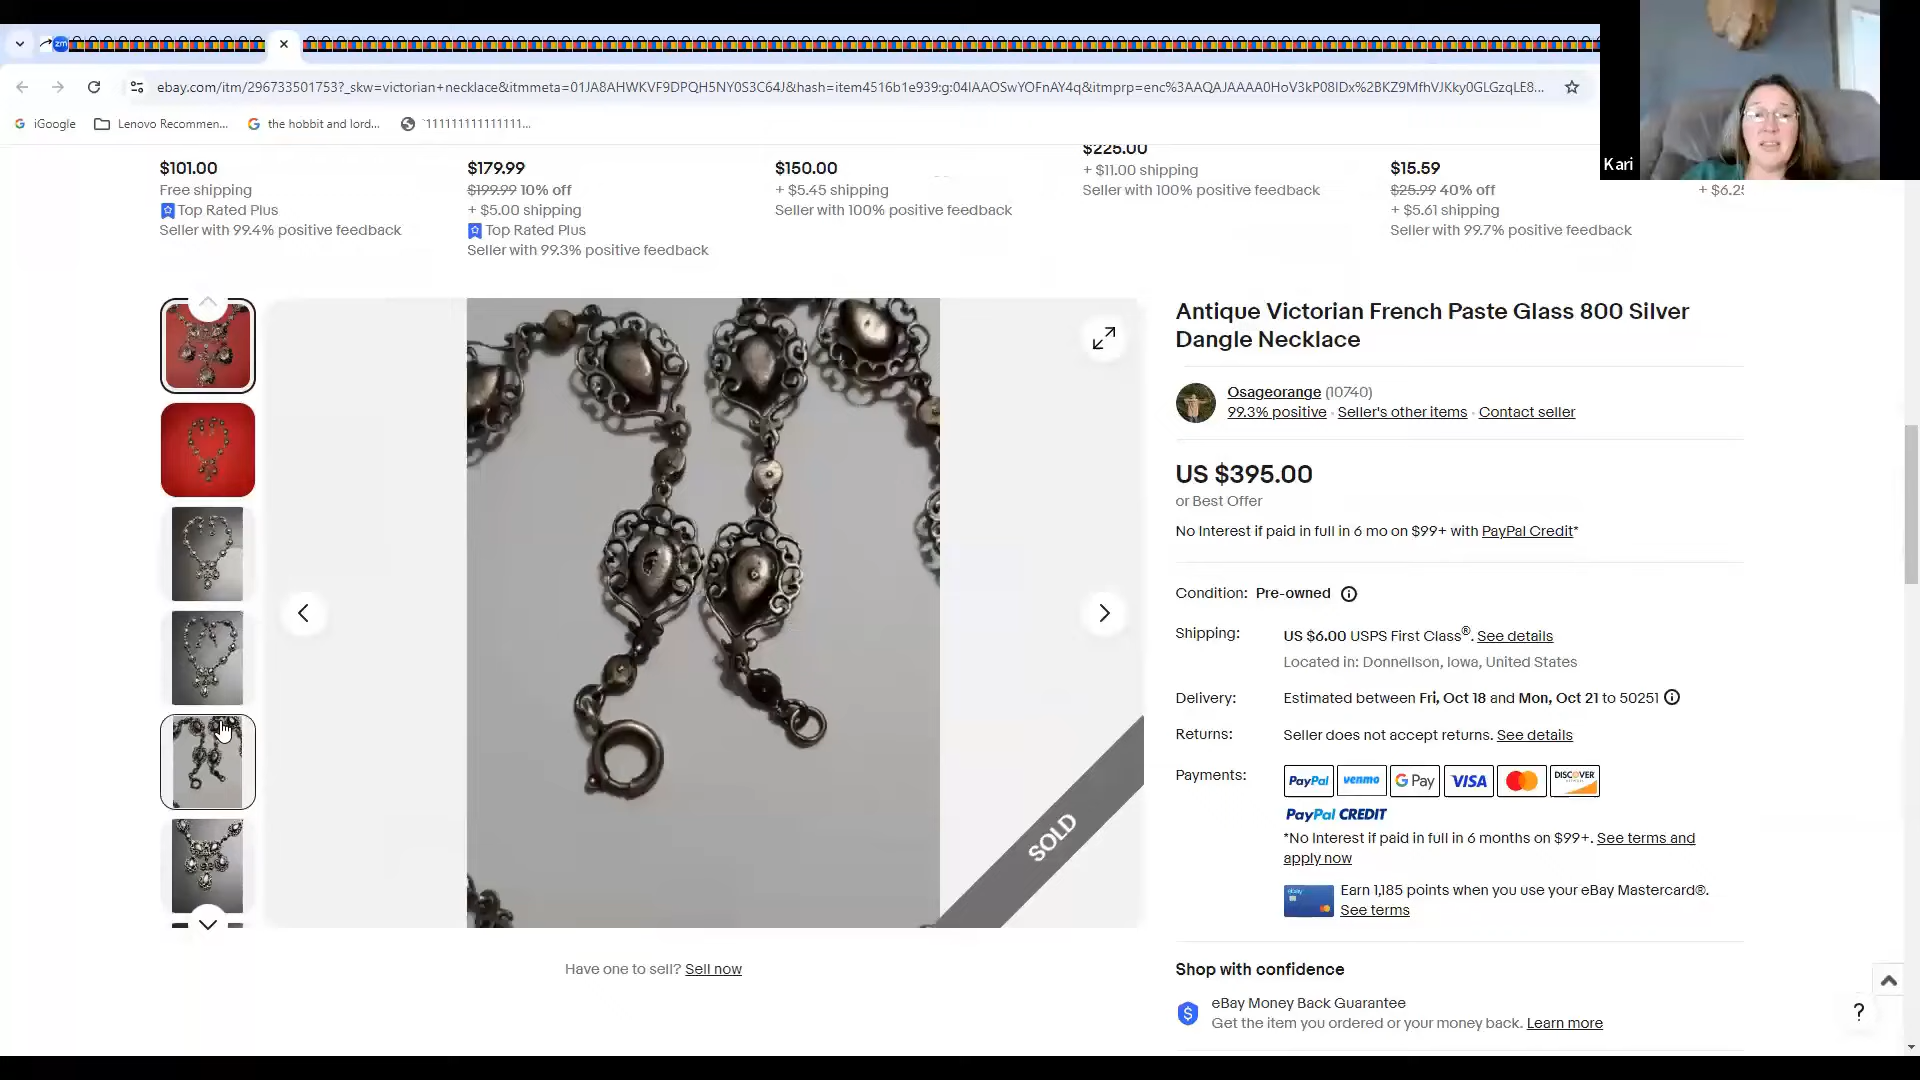 zm
ebay.com/itm/296733501753?_skw=victorian+necklace&itmmeta=01JA8AHWKVF9DPQH5NY0S3C64J&hash=item4516b1e939:g:04IAAOSwYOFnAY4q&itmprp=enc%3AAQAJAAAA0HoV3kP08IDx%2BKZ9MfhVJKky0GLGzqLE8...
iGoogle
Lenovo Recommen...
the hobbit and lord...
`111111111111111...
Kari
$101.00
Free shipping
Top Rated Plus
Seller with 99.4% positive feedback
$179.99
$199.99 10% off
+ $5.00 shipping
Top Rated Plus
Seller with 99.3% positive feedback
$150.00
+ $5.45 shipping
Seller with 100% positive feedback
$225.00
+ $11.00 shipping
Seller with 100% positive feedback
$15.59
$25.99 40% off
+ $5.61 shipping
Seller with 99.7% positive feedback
+ $6.25
SOLD
Have one to sell? Sell now
Antique Victorian French Paste Glass 800 Silver
Dangle Necklace
Osageorange (10740)
99.3% positive · Seller's other items · Contact seller
US $395.00
or Best Offer
No Interest if paid in full in 6 mo on $99+ with PayPal Credit*
Condition: Pre-owned
Shipping: US $6.00 USPS First Class®. See details
Located in: Donnellson, Iowa, United States
Delivery: Estimated between Fri, Oct 18 and Mon, Oct 21 to 50251
Returns: Seller does not accept returns. See details
Payments: PayPal venmo G Pay VISA DISCOVER
PayPal CREDIT
*No Interest if paid in full in 6 months on $99+. See terms and
apply now
ebay
Earn 1,185 points when you use your eBay Mastercard®.
See terms
Shop with confidence
eBay Money Back Guarantee
Get the item you ordered or your money back. Learn more
?